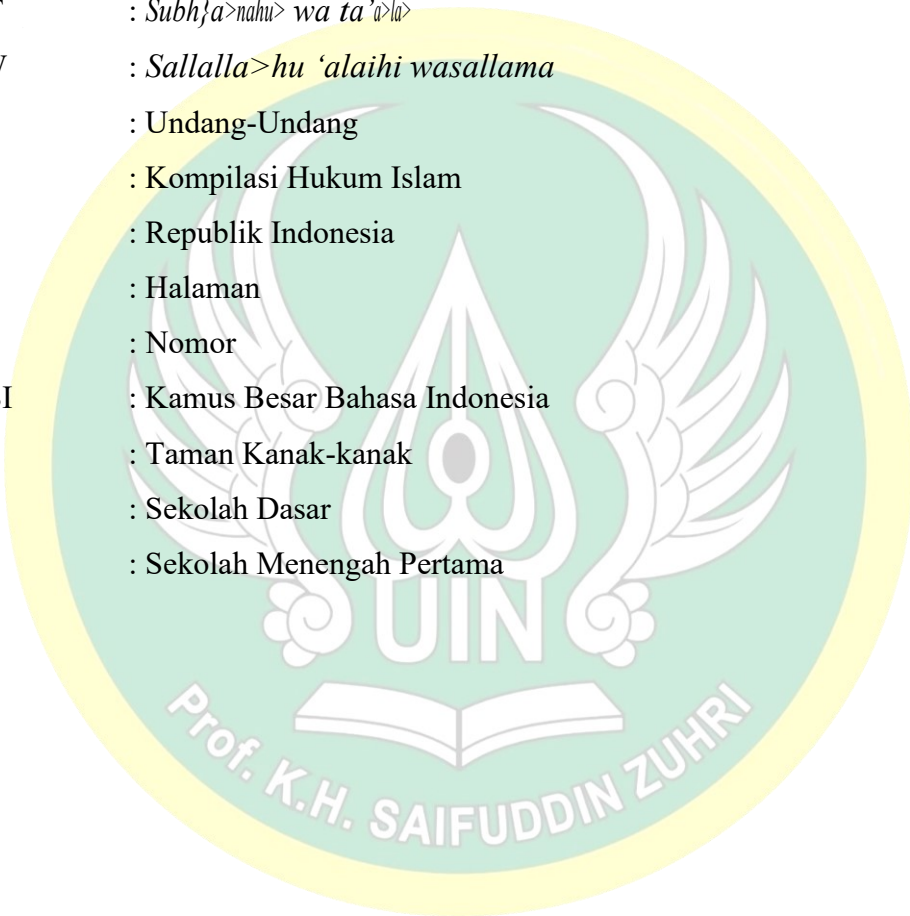 : Subh}a>nahu> wa ta’a>la>
: Sallalla>hu ‘alaihi wasallama
: Undang-Undang
: Kompilasi Hukum Islam
: Republik Indonesia
: Halaman
: Nomor
: Kamus Besar Bahasa Indonesia
: Taman Kanak-kanak
: Sekolah Dasar
: Sekolah Menengah Pertama
UIN
Prof. K.H. SAIFUDDIN ZUHRI